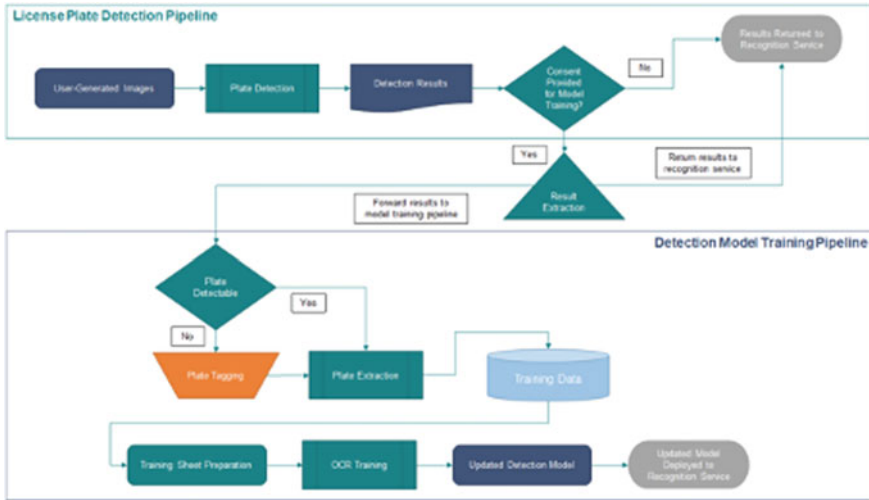 License Plate Detection Pipeline
Results Returned to
Recognition Service
User-Generated Images
Plate Detection
Detection Results
Consent
Provided
for Model
Training?
No
Yes
Return results to
recognition service
Result
Extraction
Forward results to
model training pipeline
Detection Model Training Pipeline
Plate
Detectable
Yes
No
Plate Tagging
Plate Extraction
Training Data
Training Sheet Preparation
OCR Training
Updated Detection Model
Updated Model
Deployed to
Recognition Service